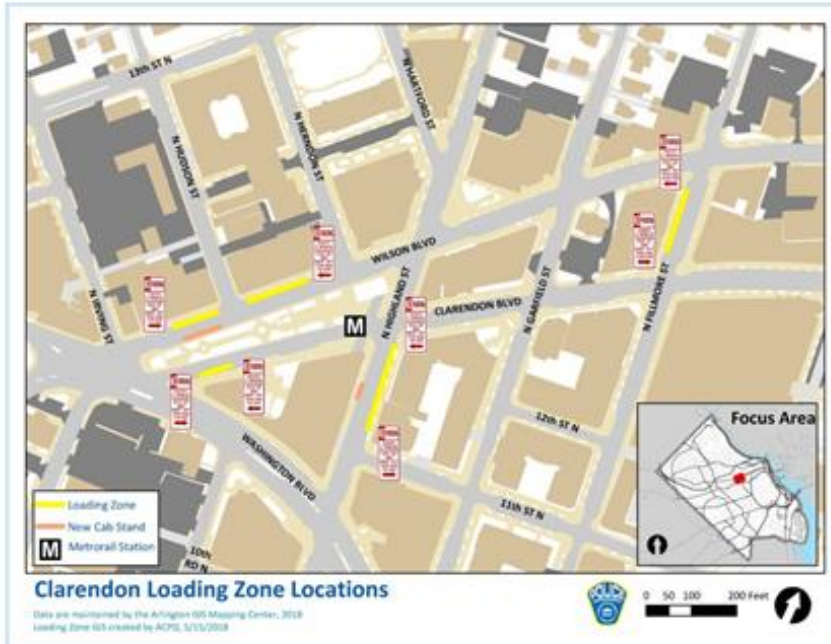 13TH ST N
N HARTFORD ST
N HUDSON ST
N HERNDON ST
WILSON BLVD
N IRVING ST
N HIGHLAND ST
CLARENDON BLVD
N GARFIELD ST
N FILLMORE ST
M
12TH ST N
WASHINGTON BLVD
11TH ST N
10TH
RD N
Focus Area
Loading Zone
New Cab Stand
M Metrorail Station
Clarendon Loading Zone Locations
Data are maintained by the Arlington GIS Mapping Center, 2018
Loading Zone GIS created by ACPD, 5/15/2018
POLICE
0 50 100 200 Feet